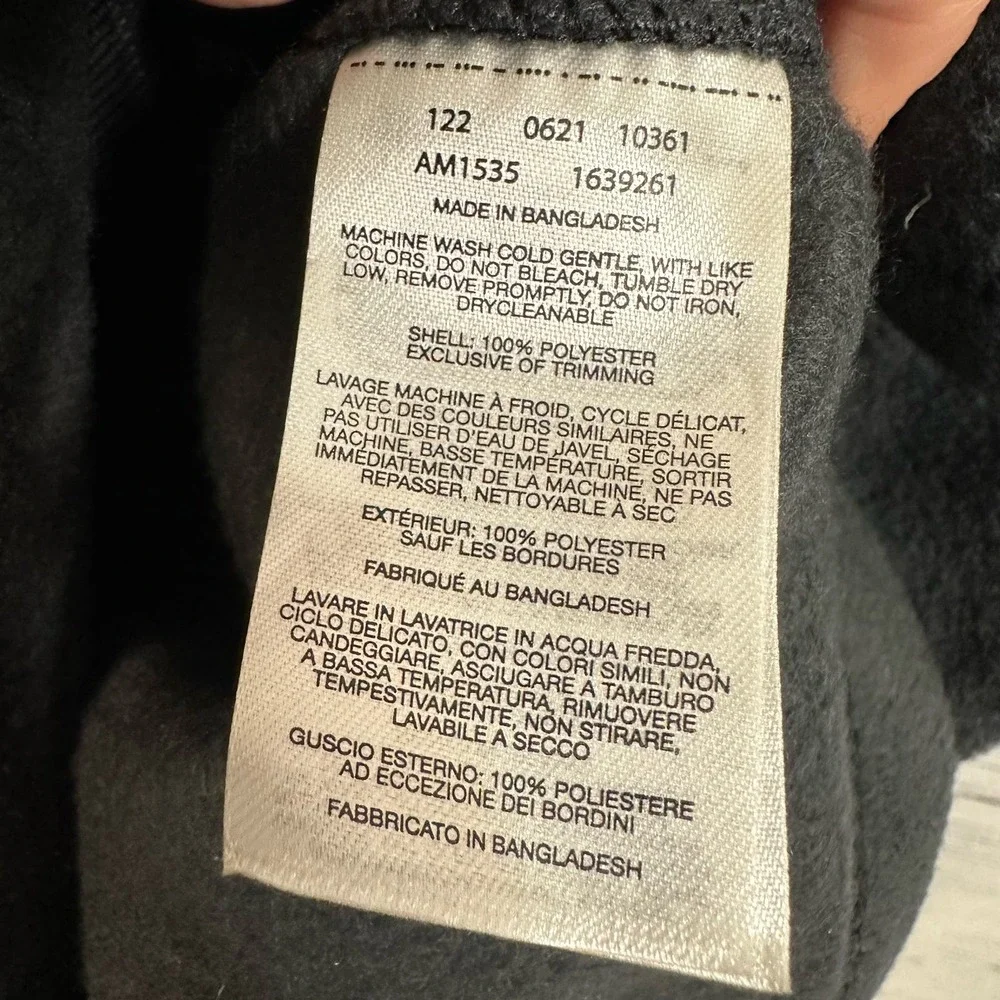 122 0621 10361
AM1535 1639261
MADE IN BANGLADESH
MACHINE WASH COLD GENTLE, WITH LIKE
COLORS, DO NOT BLEACH, TUMBLE DRY
LOW, REMOVE PROMPTLY, DO NOT IRON,
DRYCLEANABLE
SHELL: 100% POLYESTER
EXCLUSIVE OF TRIMMING
LAVAGE MACHINE À FROID, CYCLE DÉLICAT,
AVEC DES COULEURS SIMILAIRES, NE
PAS UTILISER D'EAU DE JAVEL, SÉCHAGE
MACHINE, BASSE TEMPÉRATURE, SORTIR
IMMÉDIATEMENT DE LA MACHINE, NE PAS
REPASSER, NETTOYABLE À SEC
EXTÉRIEUR: 100% POLYESTER
SAUF LES BORDURES
FABRIQUÉ AU BANGLADESH
LAVARE IN LAVATRICE IN ACQUA FREDDA,
CICLO DELICATO, CON COLORI SIMILI, NON
CANDEGGIARE, ASCIUGARE A TAMBURO
A BASSA TEMPERATURA, RIMUOVERE
TEMPESTIVAMENTE, NON STIRARE,
LAVABILE A SECCO
GUSCIO ESTERNO: 100% POLIESTERE
AD ECCEZIONE DEI BORDINI
FABBRICATO IN BANGLADESH